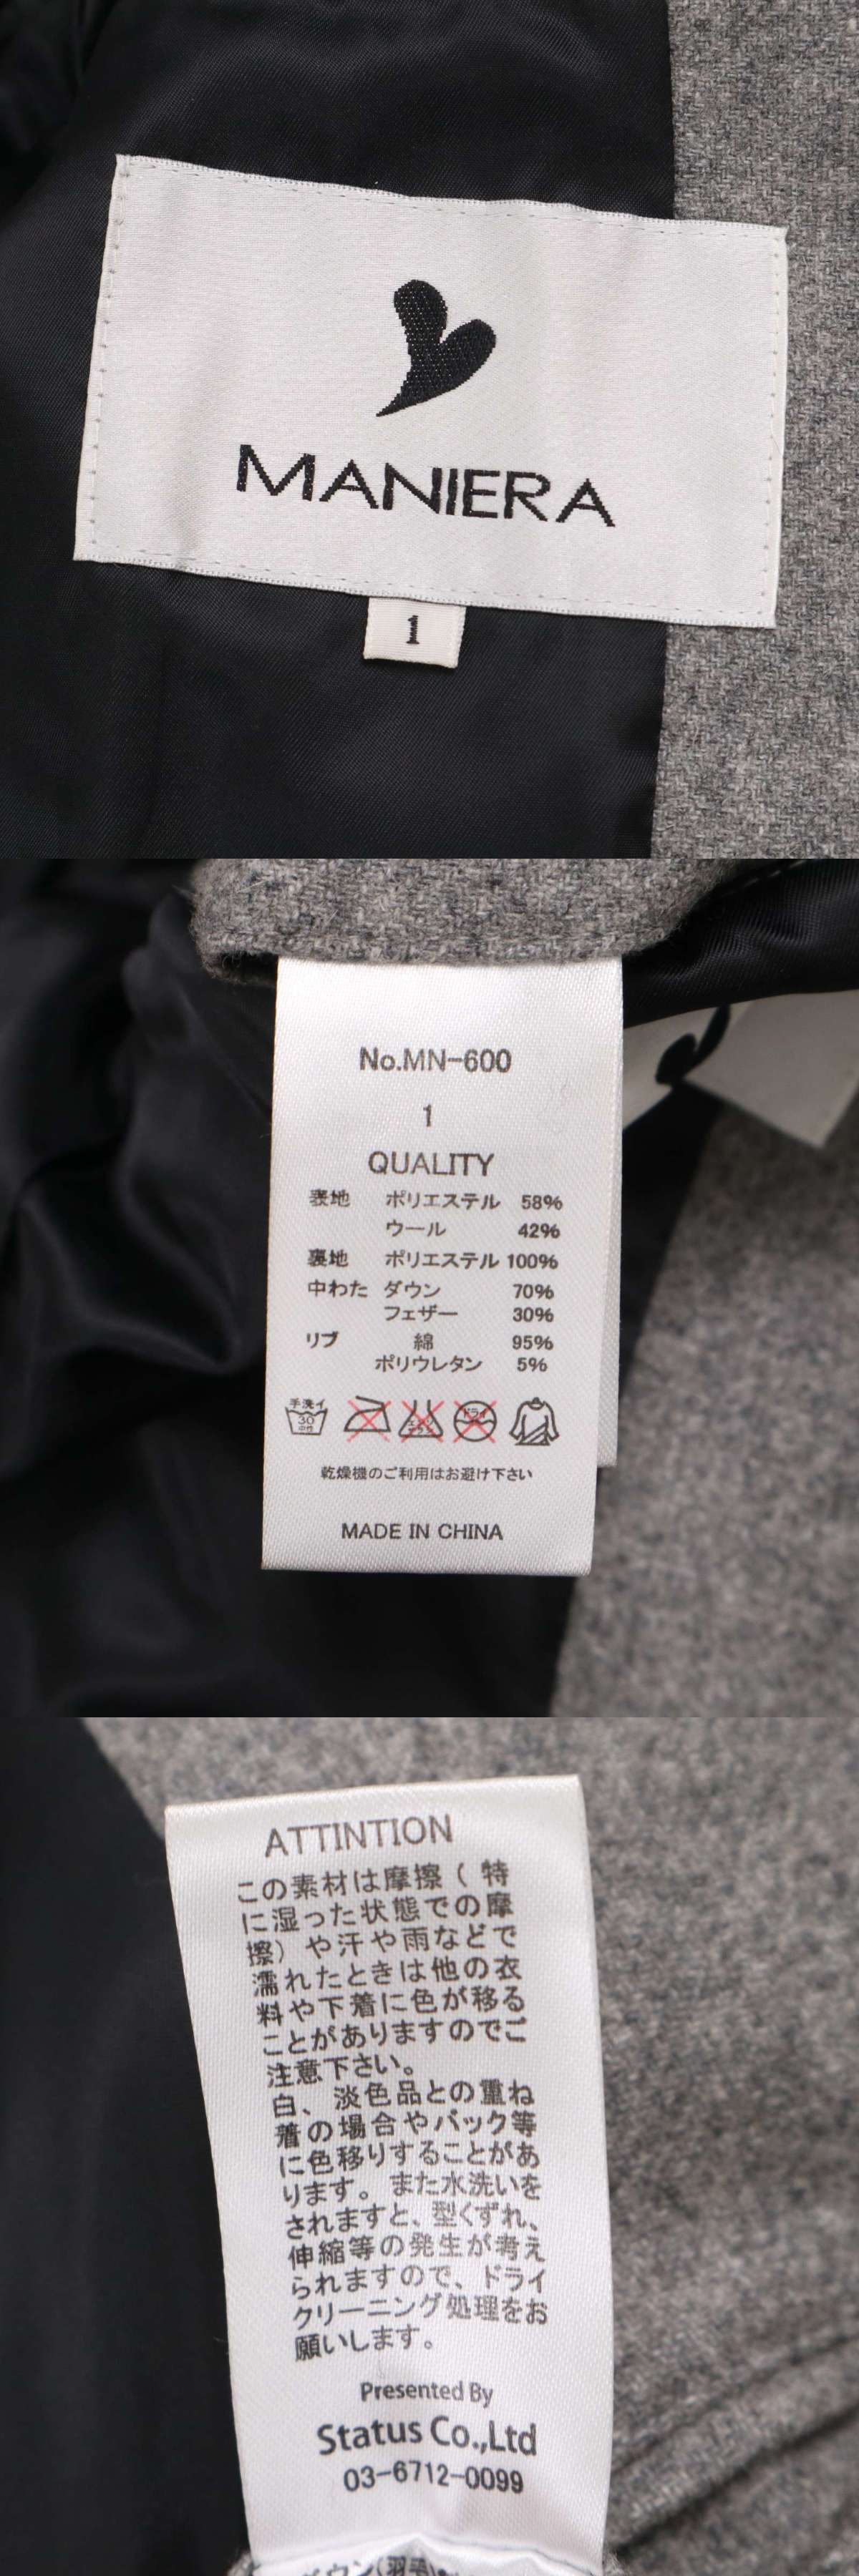 MANIERA
1
No.MN-600
1
QUALITY
表地 ポリエステル 58%
ウール 42%
裏地 ポリエステル 100%
中わた ダウン 70%
フェザー 30%
リブ 綿 95%
ポリウレタン 5%
手洗イ
30
中性
ドライ
乾燥機のご利用はお避け下さい
MADE IN CHINA
ATTINTION
この素材は摩擦（特
に湿った状態での摩
擦）や汗や雨などで
濡れたときは他の衣
料や下着に色が移る
ことがありますのでご
注意下さい。
白、淡色品との重ね
着の場合やバック等
に色移りすることがあ
ります。また水洗いを
されますと、型くずれ、
伸縮等の発生が考え
られますので、ドライ
クリーニング処理をお
願いします。
Presented By
Status Co.,Ltd
03-6712-0099